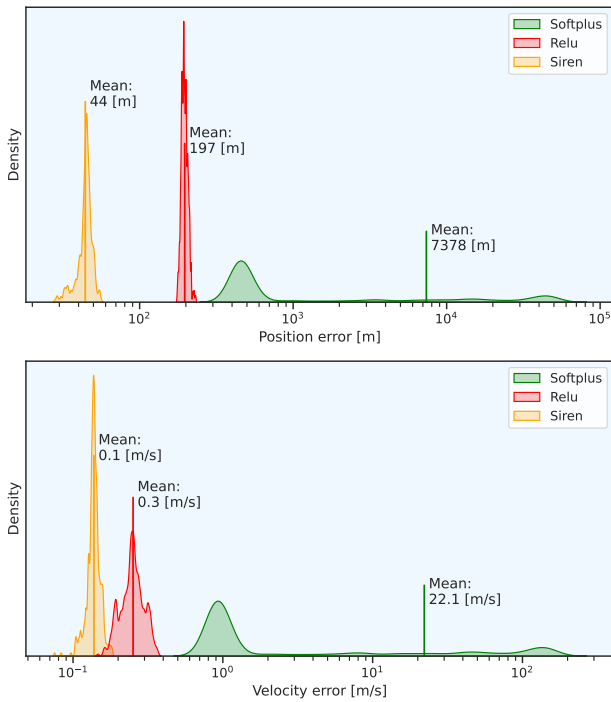 Softplus
Relu
Siren
Mean:
44 [m]
Mean:
197 [m]
Mean:
7378 [m]
Density
10²
10³
10⁴
10⁵
Position error [m]
Softplus
Relu
Siren
Mean:
0.1 [m/s]
Mean:
0.3 [m/s]
Mean:
22.1 [m/s]
Density
10⁻¹
10⁰
10¹
10²
Velocity error [m/s]